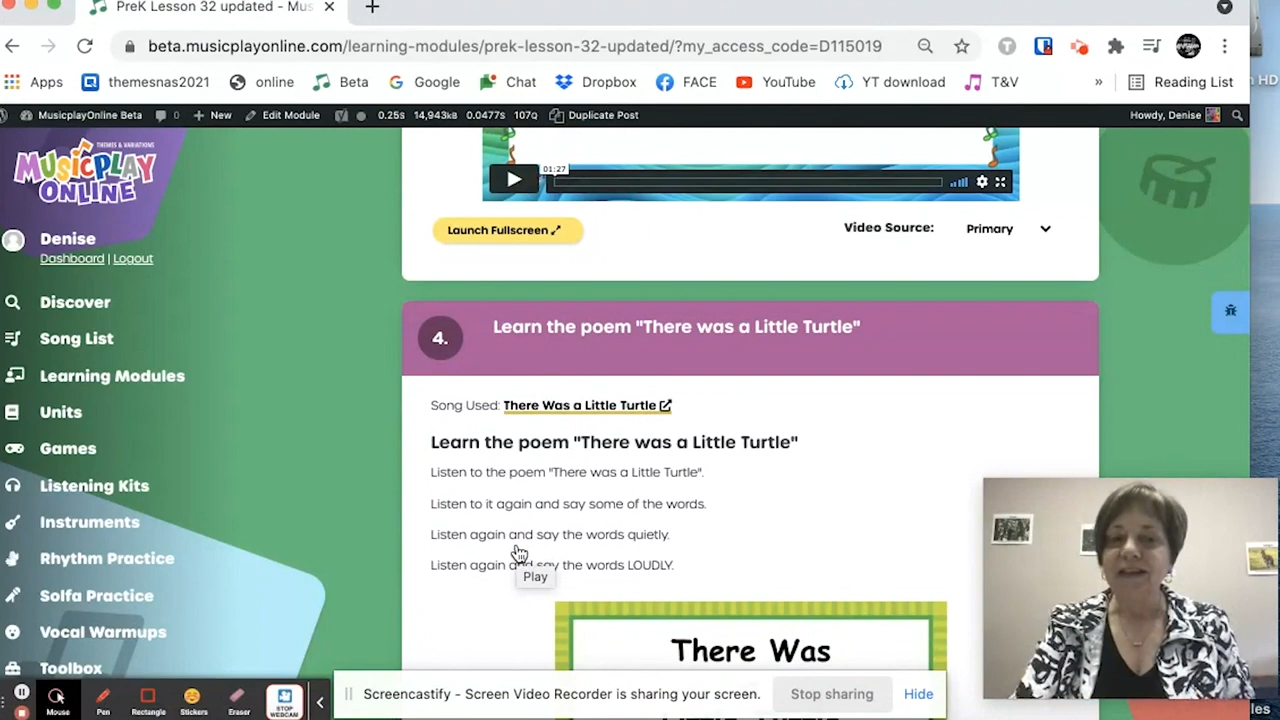 PreK Lesson 32 updated - Mus
beta.musicplayonline.com/learning-modules/prek-lesson-32-updated/?my_access_code=D115019
Apps themesnas2021 online Beta Google Chat Dropbox FACE YouTube YT download T&V » Reading List
HD
MusicplayOnline Beta 0 New Edit Module 0.25s 14,943kB 0.0477s 107Q Duplicate Post Howdy, Denise
THEMES & VARIATIONS
MUSICPLAY
ONLINE
01:27
Denise
Dashboard | Logout
Launch Fullscreen
Video Source: Primary
Discover
Song List
Learning Modules
Units
Games
Listening Kits
Instruments
Rhythm Practice
Solfa Practice
Vocal Warmups
Toolbox
4. Learn the poem "There was a Little Turtle"
Song Used: There Was a Little Turtle
Learn the poem "There was a Little Turtle"
Listen to the poem "There was a Little Turtle".
Listen to it again and say some of the words.
Listen again and say the words quietly.
Listen again and say the words LOUDLY.
Play
There Was
Screencastify - Screen Video Recorder is sharing your screen. Stop sharing Hide
Mouse Pen Rectangle Stickers Eraser STOP WEBCAM
les